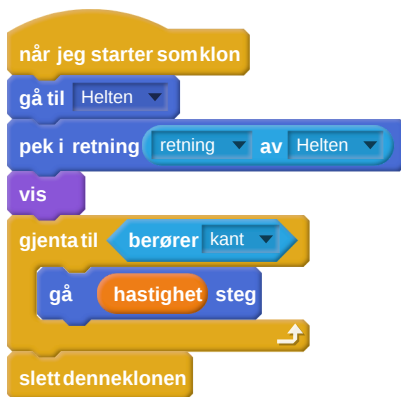 når jeg starter som klon
gå til Helten
pek i retning retning av Helten
vis
gjenta til berører kant
gå hastighet steg
slett denne klonen